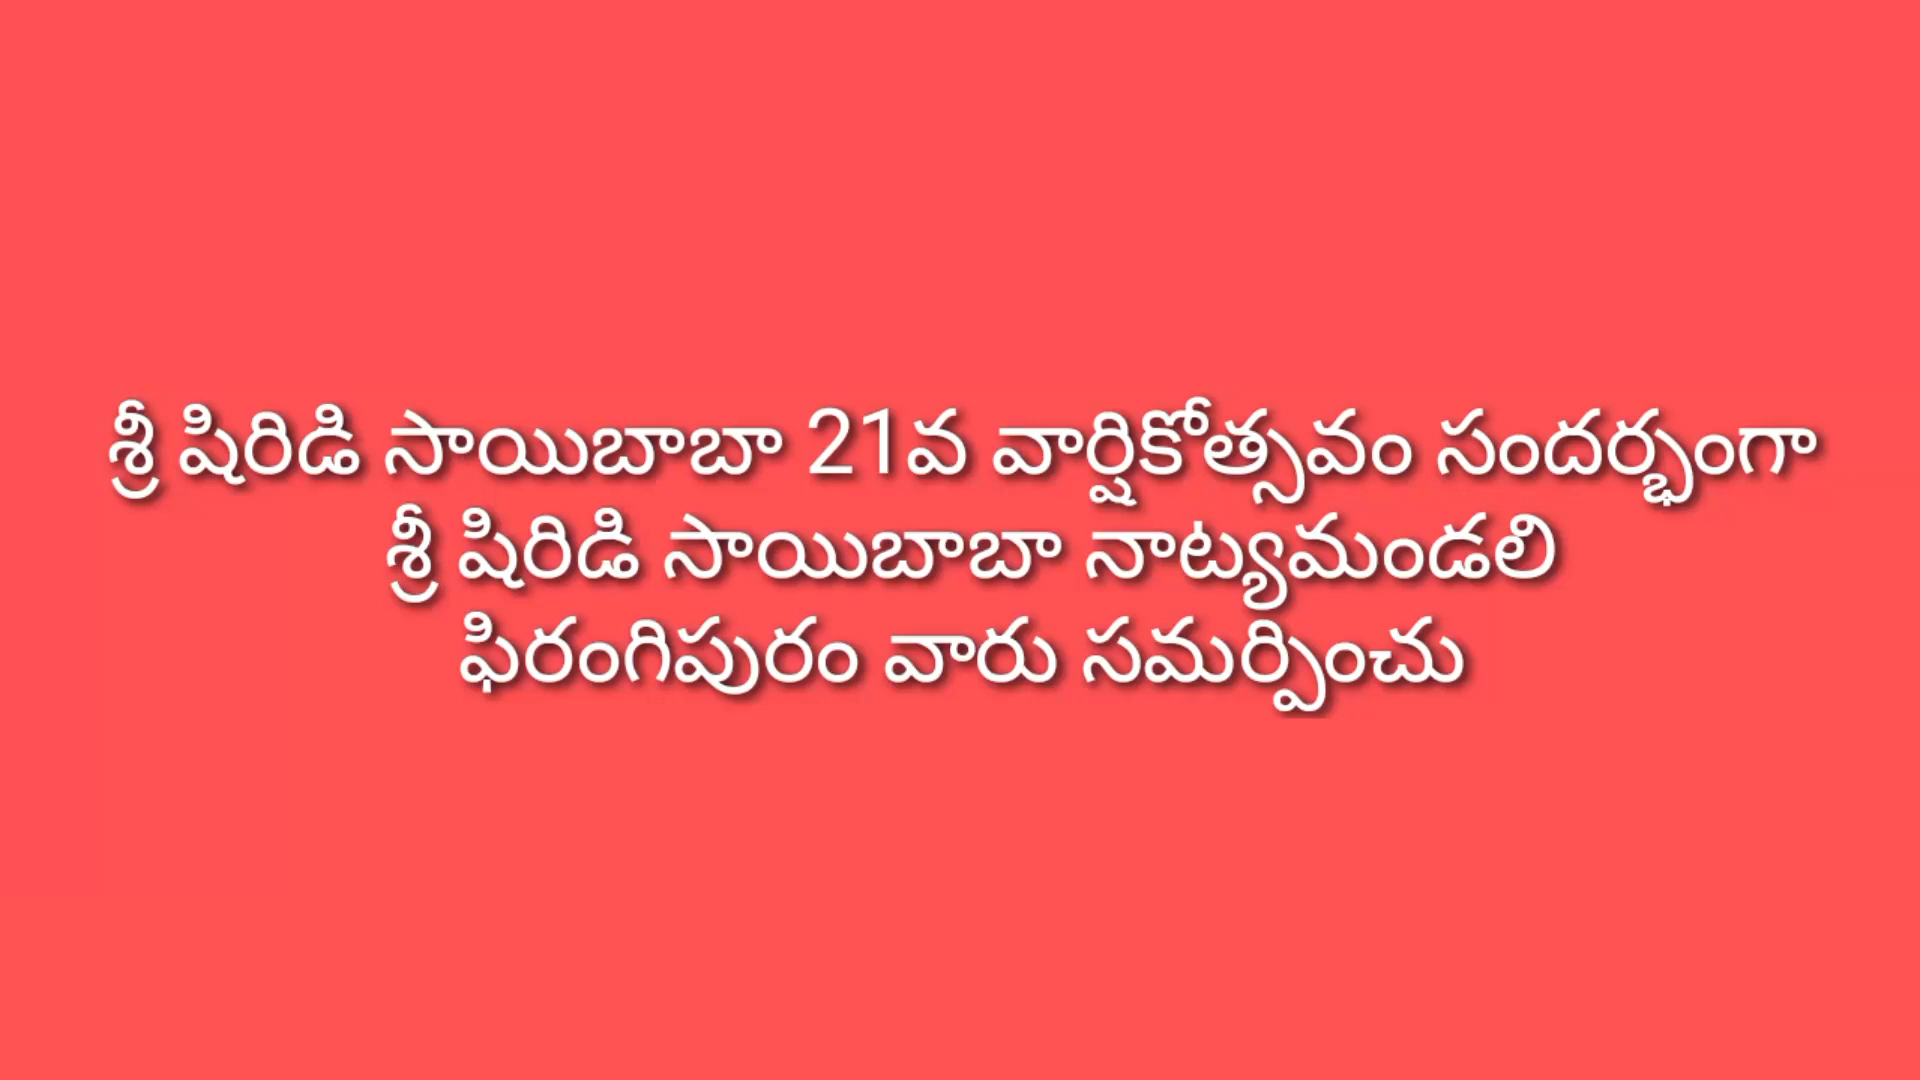 శ్రీ షిరిడి సాయిబాబా 21వ వార్షికోత్సవం సందర్భంగా
శ్రీ షిరిడి సాయిబాబా నాట్యమండలి
ఫిరంగిపురం వారు సమర్పించు